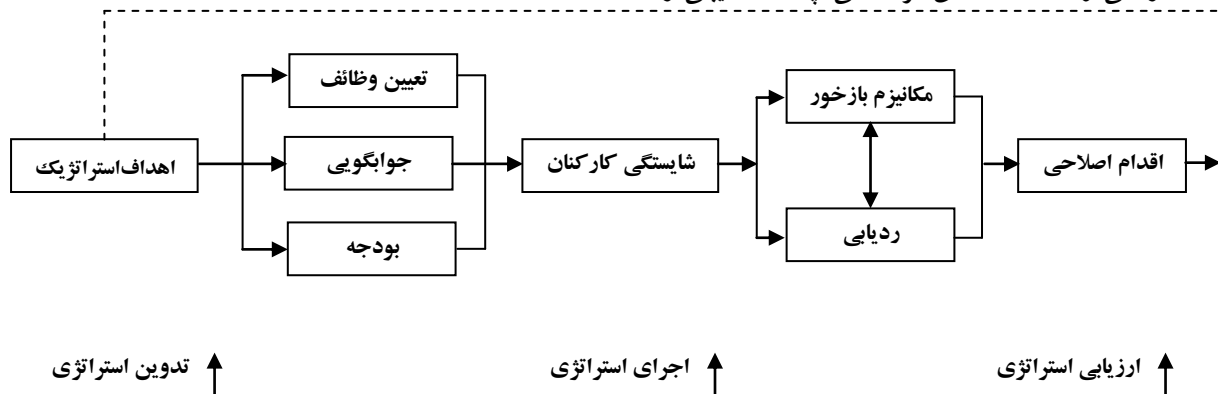 تعیین وظائف
مکانیزم بازخور
اهداف‌استراتژیک
جوابگویی
شایستگی کارکنان
اقدام اصلاحی
بودجه
ردیابی
تدوین استراتژی
اجرای استراتژی
ارزیابی استراتژی